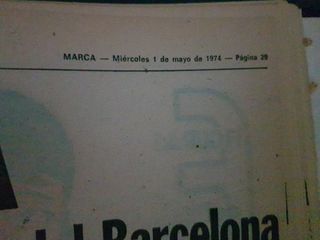 MARCA — Miércoles 1 de mayo de 1974 — Página 29
Barcelona